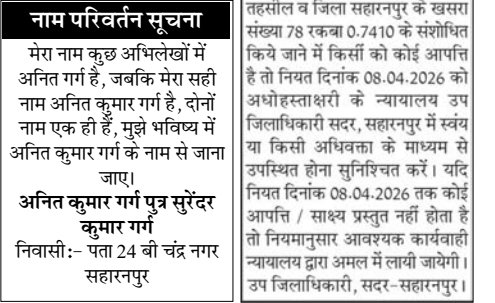 नाम परिवर्तन सूचना
मेरा नाम कुछ अभिलेखों में
अनित गर्ग है, जबकि मेरा सही
नाम अनित कुमार गर्ग है, दोनों
नाम एक ही हैं, मुझे भविष्य में
अनित कुमार गर्ग के नाम से जाना
जाए।
अनित कुमार गर्ग पुत्र सुरेंदर
कुमार गर्ग
निवासी:- पता 24 बी चंद्र नगर
सहारनपुर
तहसील व जिला सहारनपुर के खसरा
संख्या 78 रकबा 0.7410 के संशोधित
किये जाने में किर्सी को कोई आपत्ति
है तो नियत दिनांक 08.04.2026 को
अधोहस्ताक्षरी के न्यायालय उप
जिलाधिकारी सदर, सहारनपुर में स्वंय
या किसी अधिवक्ता के माध्यम से
उपस्थित होना सुनिश्चित करें। यदि
नियत दिनांक 08.04.2026 तक कोई
आपत्ति / साक्ष्य प्रस्तुत नहीं होता है
तो नियमानुसार आवश्यक कार्यवाही
न्यायालय द्वारा अमल में लायी जायेगी।
उप जिलाधिकारी, सदर-सहारनपुर।